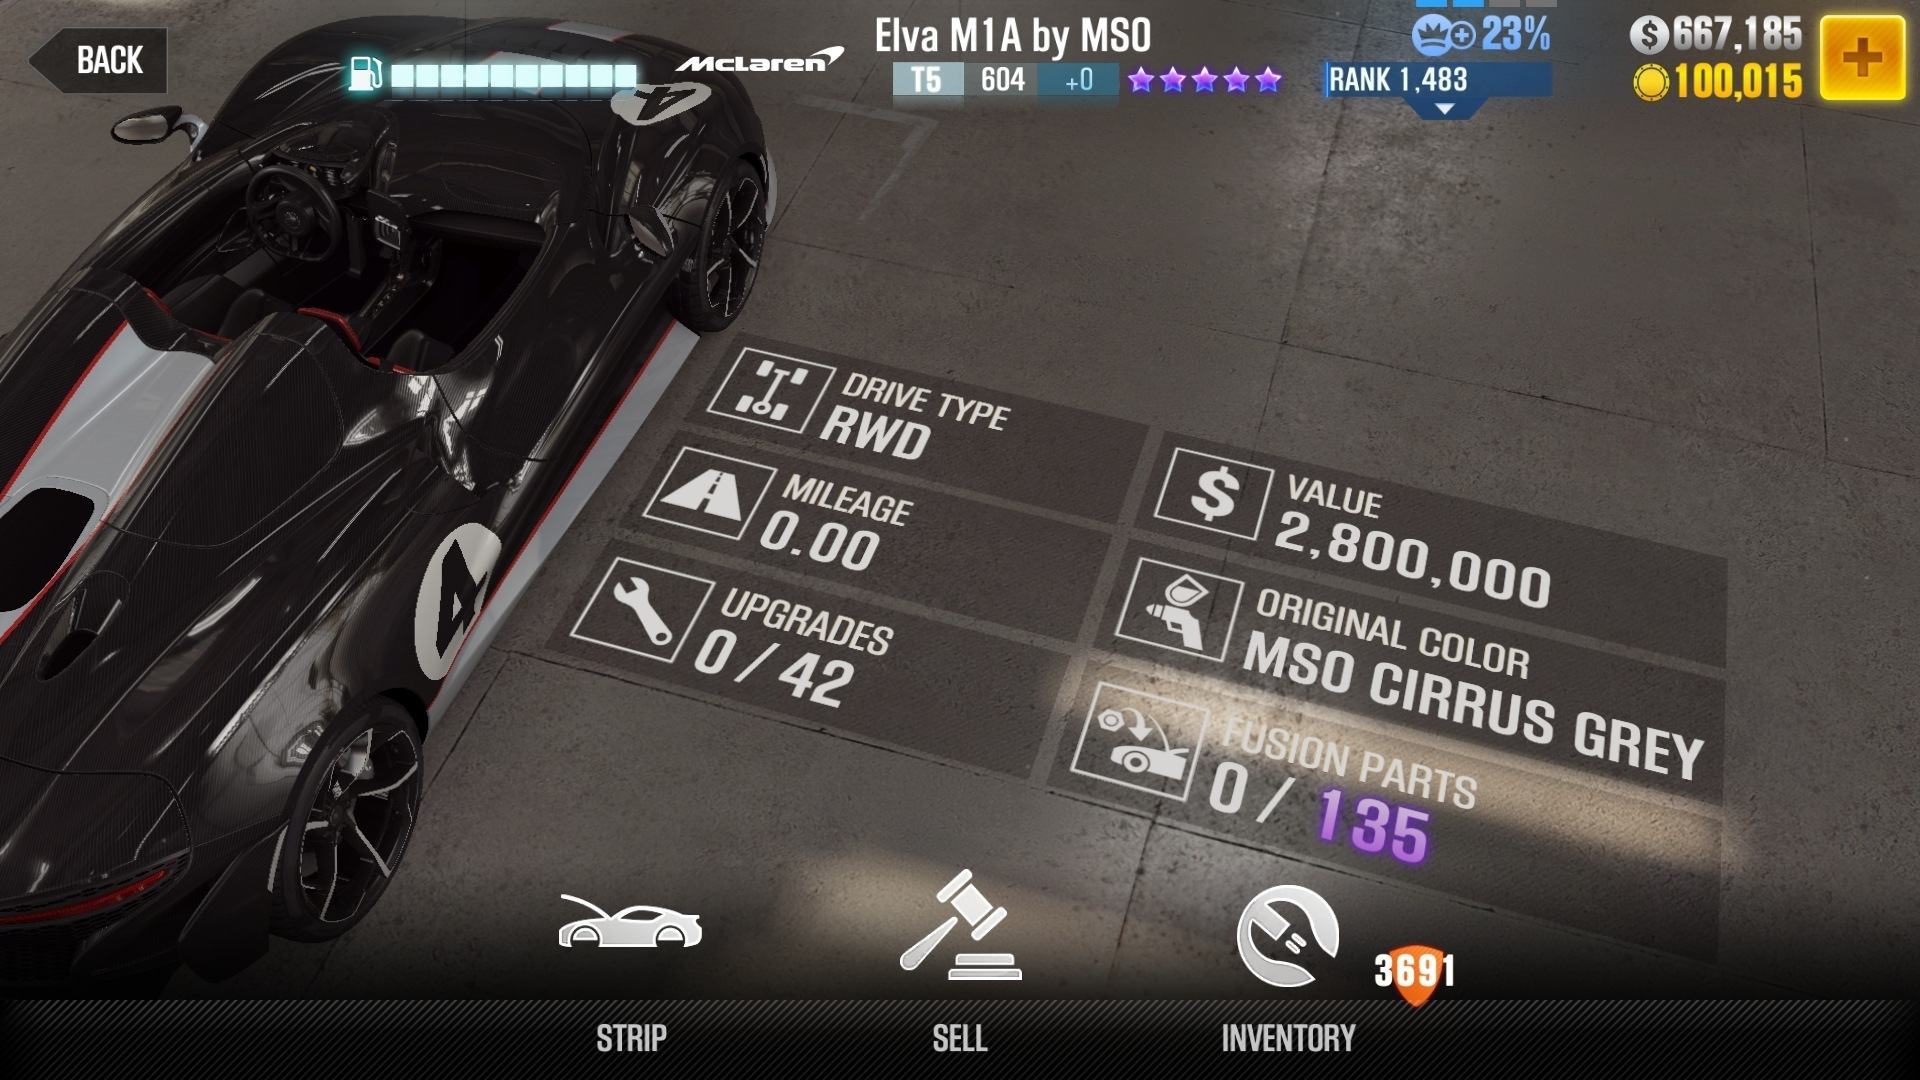 BACK
McLaren
Elva M1A by MSO
T5 604 +0
23%
RANK 1,483
$667,185
100,015
4
4
DRIVE TYPE
RWD
MILEAGE
0.00
UPGRADES
0/42
$ VALUE
2,800,000
ORIGINAL COLOR
MSO CIRRUS GREY
FUSION PARTS
0/ 135
STRIP
SELL
INVENTORY
3691